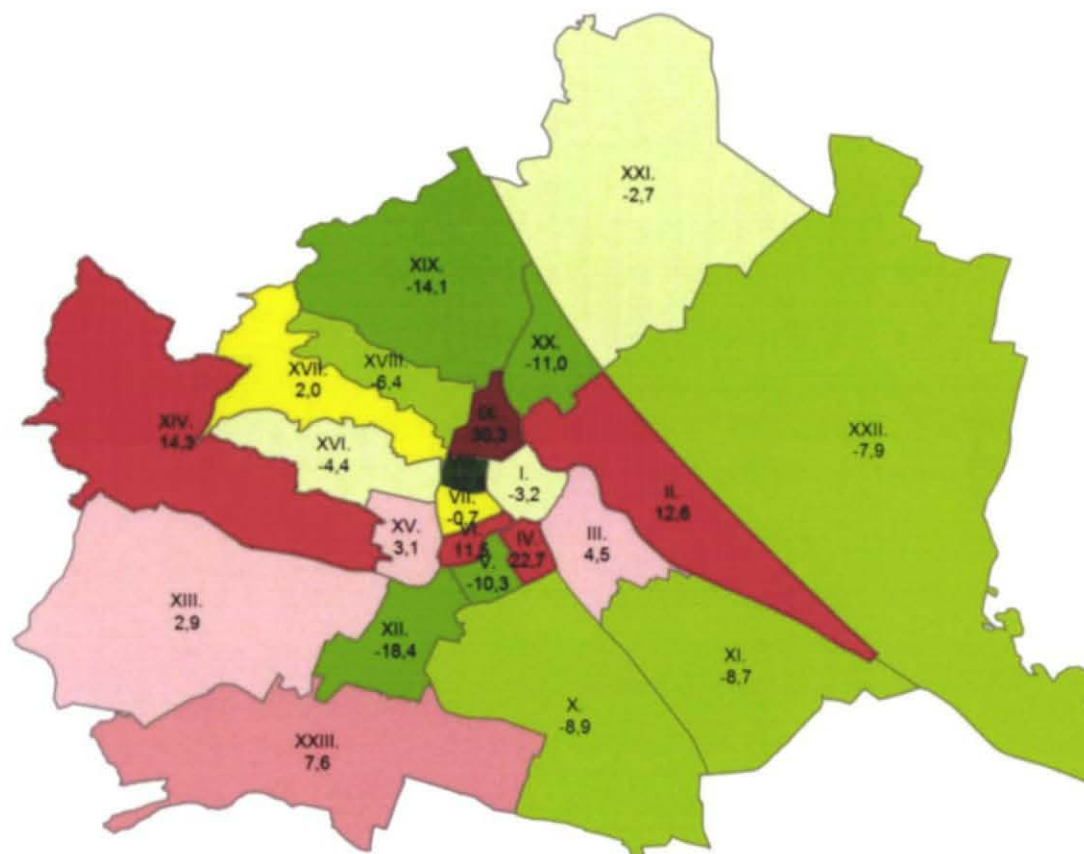 XXI.
-2,7
XIX.
-14,1
XX.
-11,0
XVIII.
-6,4
XVII.
2,0
XIV.
14,3
XVI.
-4,4
IX.
30,3
XXII.
-7,9
I.
-3,2
II.
12,6
VII.
-0,7
VI.
11,5
IV.
22,7
III.
4,5
XV.
3,1
V.
-10,3
XIII.
2,9
XII.
-18,4
XI.
-8,7
X.
-8,9
XXIII.
7,6